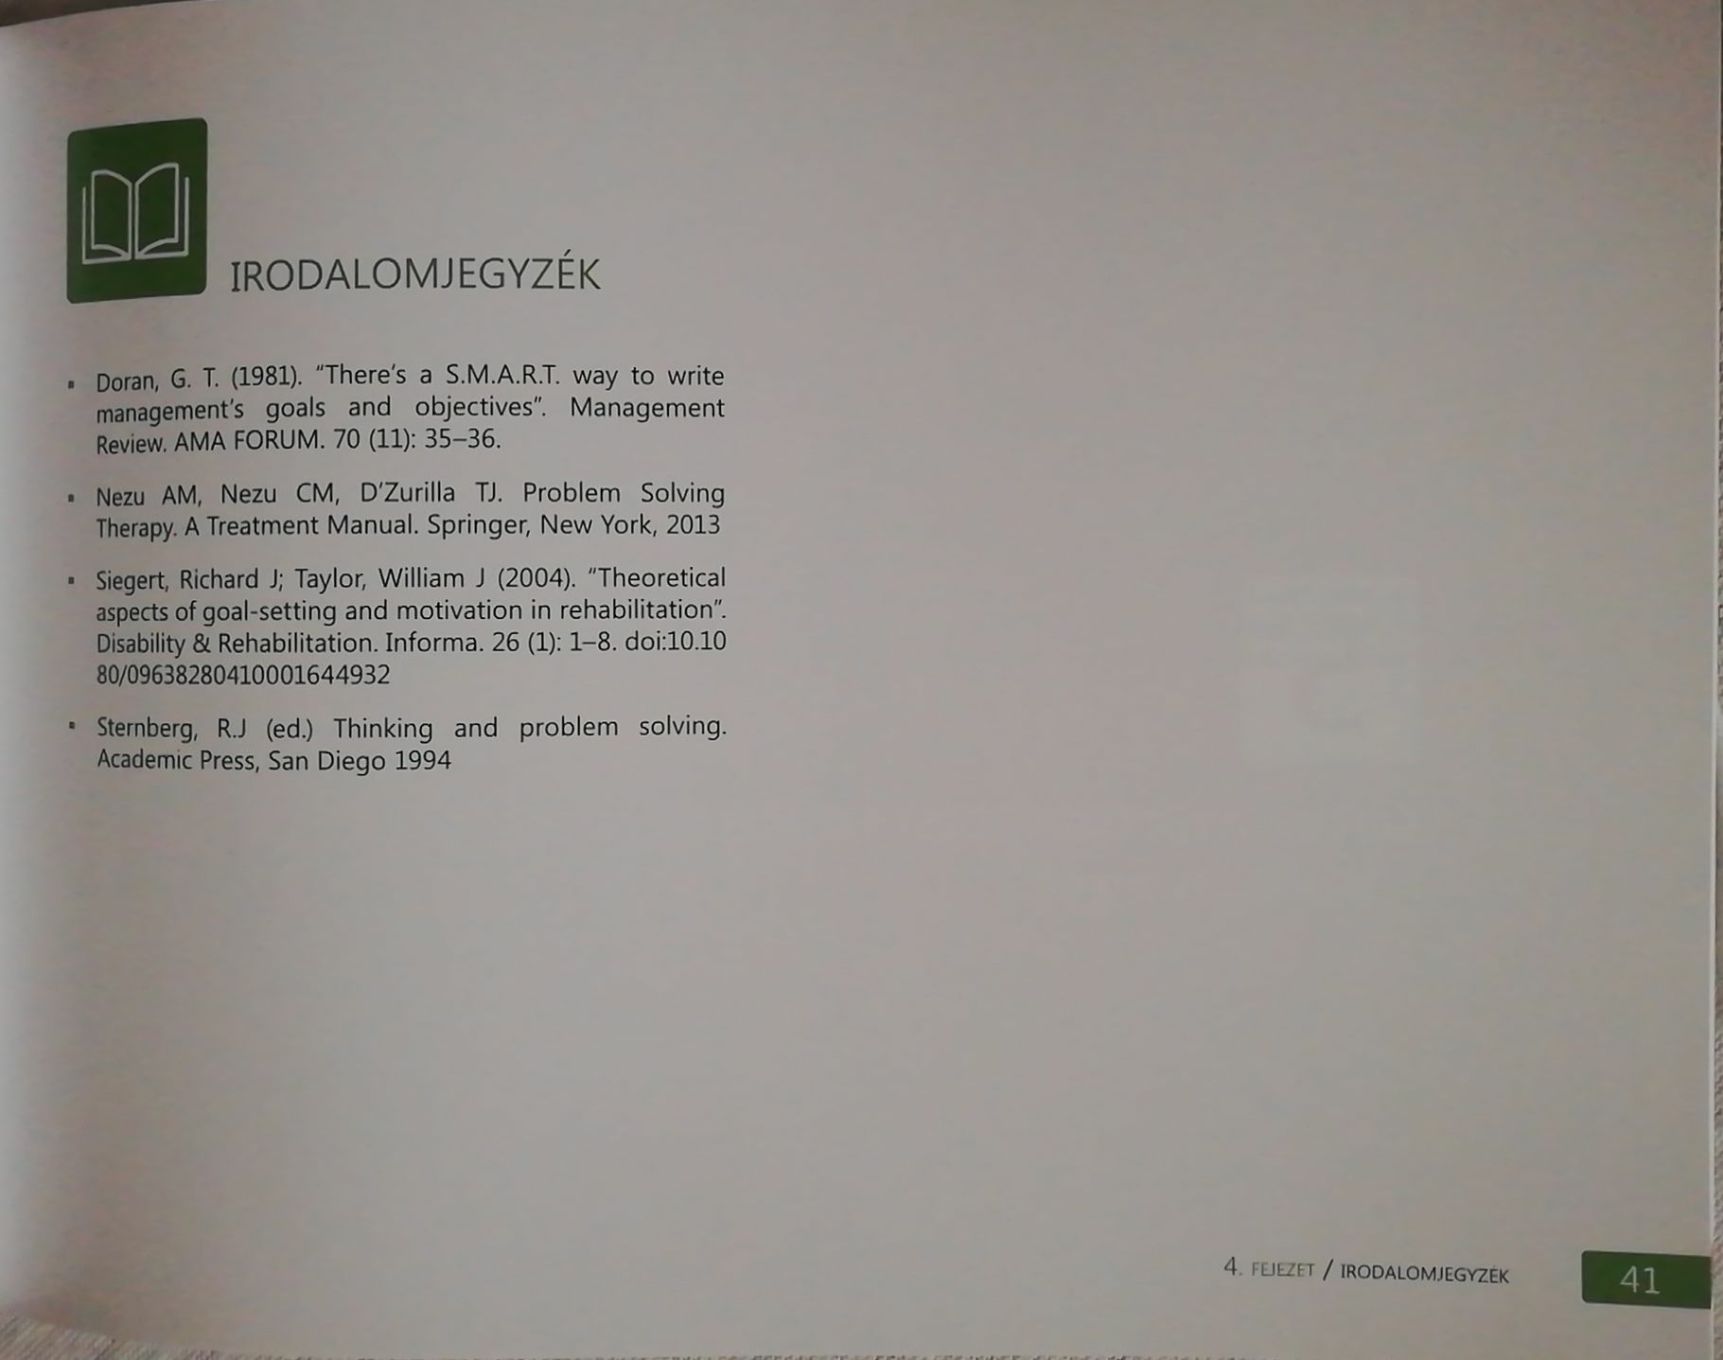 IRODALOMJEGYZÉK
▪ Doran, G. T. (1981). “There’s a S.M.A.R.T. way to write
management’s goals and objectives”. Management
Review. AMA FORUM. 70 (11): 35–36.
▪ Nezu AM, Nezu CM, D’Zurilla TJ. Problem Solving
Therapy. A Treatment Manual. Springer, New York, 2013
▪ Siegert, Richard J; Taylor, William J (2004). “Theoretical
aspects of goal-setting and motivation in rehabilitation”.
Disability & Rehabilitation. Informa. 26 (1): 1–8. doi:10.10
80/09638280410001644932
▪ Sternberg, R.J (ed.) Thinking and problem solving.
Academic Press, San Diego 1994
4. FEJEZET / IRODALOMJEGYZÉK
41